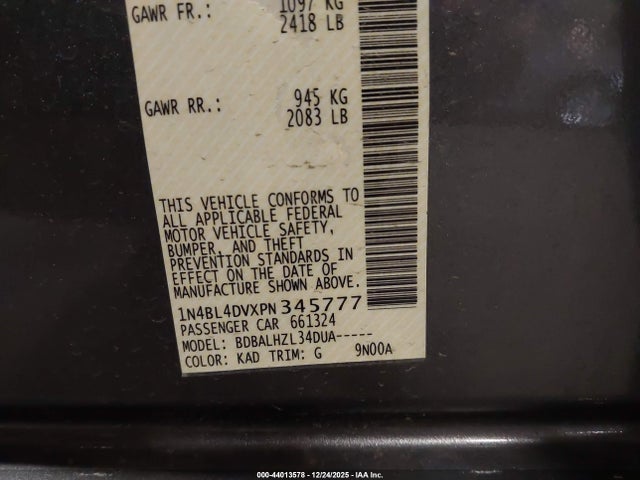 GAWR FR.: 1097 KG
2418 LB
GAWR RR.: 945 KG
2083 LB
THIS VEHICLE CONFORMS TO
ALL APPLICABLE FEDERAL
MOTOR VEHICLE SAFETY,
BUMPER, AND THEFT
PREVENTION STANDARDS IN
EFFECT ON THE DATE OF
MANUFACTURE SHOWN ABOVE.
1N4BL4DVXPN345777
PASSENGER CAR 661324
MODEL: BDBALHZL34DUA-----
COLOR: KAD TRIM: G 9N00A
000-44013578 - 12/24/2025 - IAA Inc.